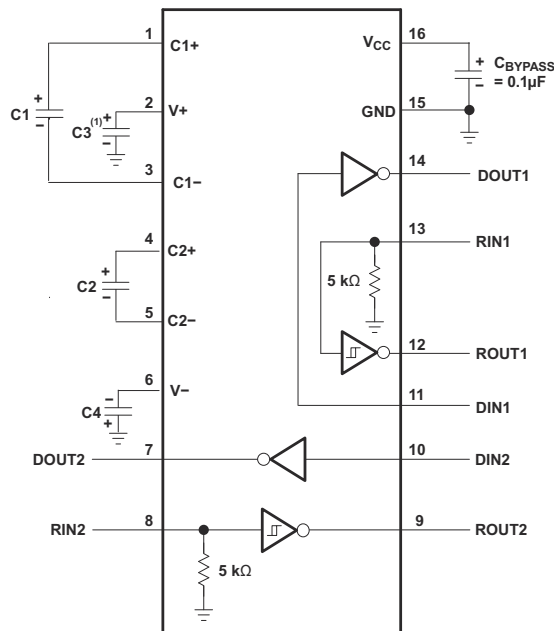 1 C1+ VCC 16
+ CBYPASS
= 0.1µF
C1 + −
2 V+ GND 15
C3(1) + −
14 DOUT1
3 C1−
13 RIN1
4 C2+
5 kΩ
C2 + −
5 C2−
12 ROUT1
6 V−
11 DIN1
C4 − +
DOUT2 7 10 DIN2
RIN2 8 9 ROUT2
5 kΩ